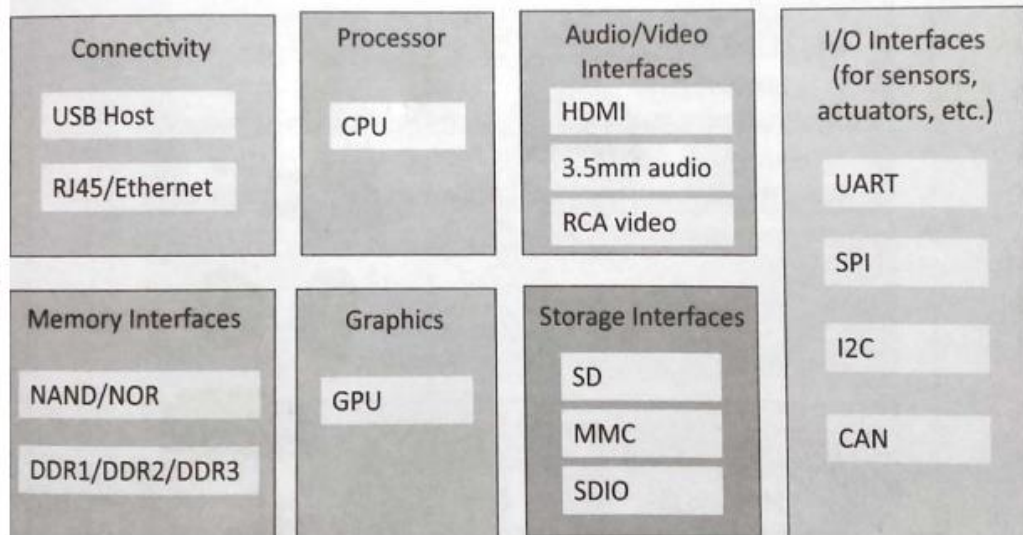 Connectivity
USB Host
RJ45/Ethernet
Processor
CPU
Audio/Video
Interfaces
HDMI
3.5mm audio
RCA video
I/O Interfaces
(for sensors,
actuators, etc.)
UART
SPI
I2C
CAN
Memory Interfaces
NAND/NOR
DDR1/DDR2/DDR3
Graphics
GPU
Storage Interfaces
SD
MMC
SDIO